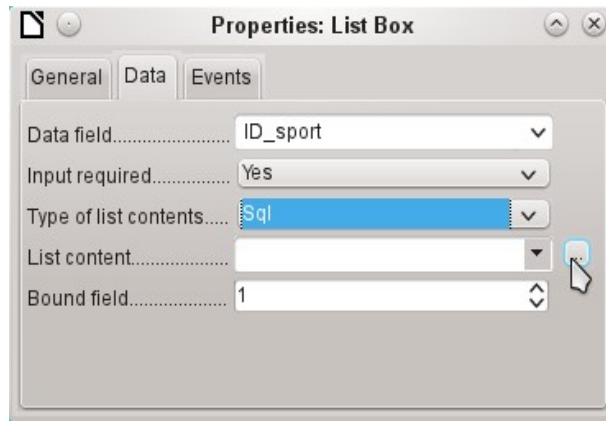 Properties: List Box
General Data Events
Data field....................... ID_sport
Input required............... Yes
Type of list contents..... Sql
List content................... ...
Bound field.................... 1